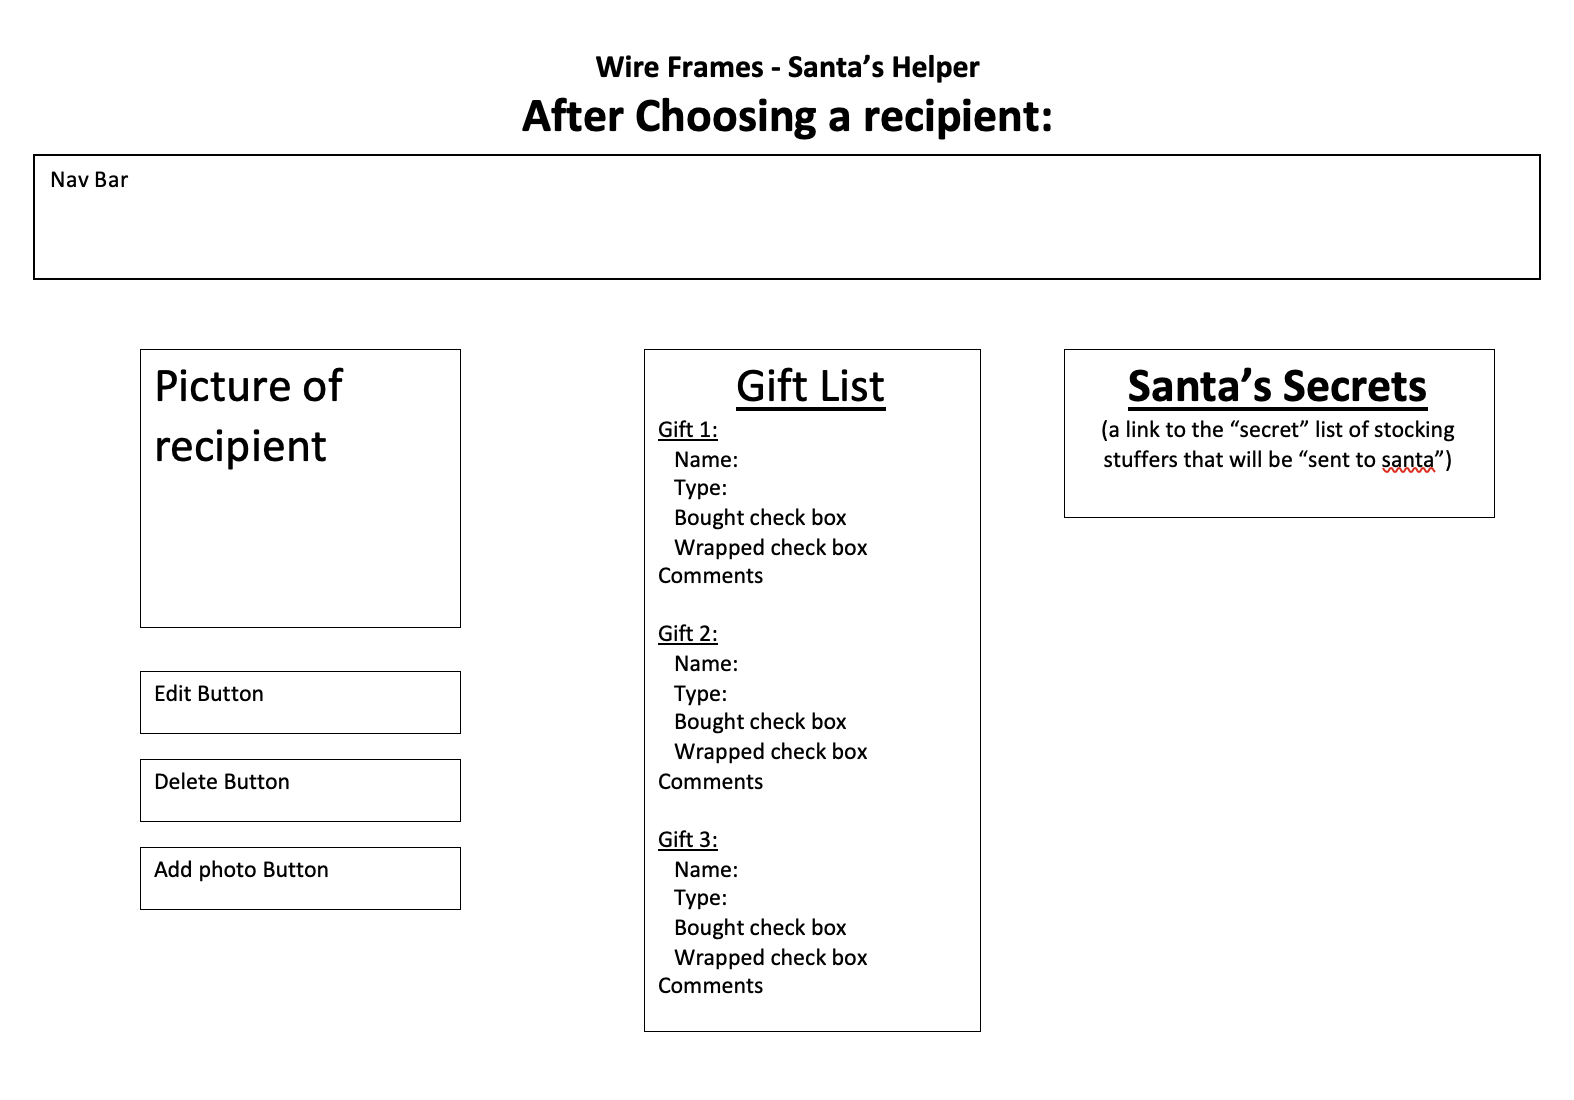 Wire Frames - Santa’s Helper
After Choosing a recipient:
Nav Bar
Picture of
recipient
Edit Button
Delete Button
Add photo Button
Gift List
Gift 1:
Name:
Type:
Bought check box
Wrapped check box
Comments
Gift 2:
Name:
Type:
Bought check box
Wrapped check box
Comments
Gift 3:
Name:
Type:
Bought check box
Wrapped check box
Comments
Santa’s Secrets
(a link to the “secret” list of stocking
stuffers that will be “sent to santa”)